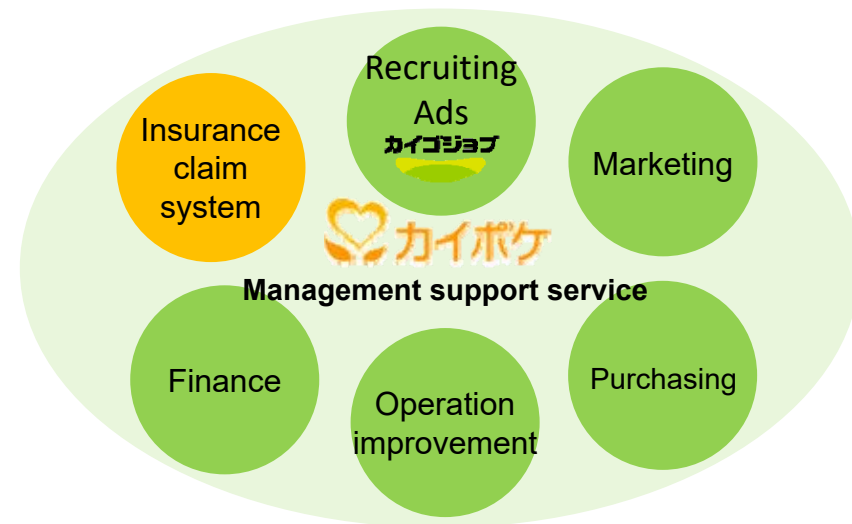 Recruiting
Ads
カイゴジョブ
Insurance
claim
system
Marketing
カイポケ
Management support service
Finance
Operation
improvement
Purchasing